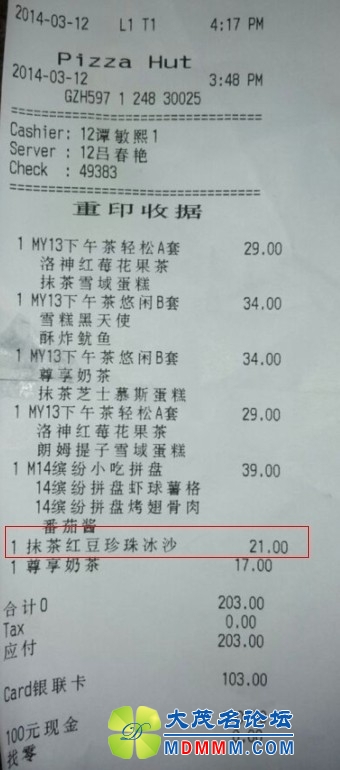 2014-03-12 L1 T1 4:17 PM
Pizza Hut
2014-03-12 3:48 PM
GZH597 1 248 30025
================================
Cashier: 12谭敏熙1
Server : 12吕春艳
Check : 49383
================================
重印收据
1 MY13下午茶轻松A套 29.00
洛神红莓花果茶
抹茶雪域蛋糕
1 MY13下午茶悠闲B套 34.00
雪糕黑天使
酥炸鱿鱼
1 MY13下午茶悠闲B套 34.00
尊享奶茶
抹茶芝士慕斯蛋糕
1 MY13下午茶轻松A套 29.00
洛神红莓花果茶
朗姆提子雪域蛋糕
1 M14缤纷小吃拼盘 39.00
14缤纷拼盘虾球薯格
14缤纷拼盘烤翅骨肉
番茄酱
1 抹茶红豆珍珠冰沙 21.00
1 尊享奶茶 17.00
合计0 203.00
Tax 0.00
应付 203.00
Card银联卡 103.00
100元现金
找零
大茂名论坛
MDMMM.COM